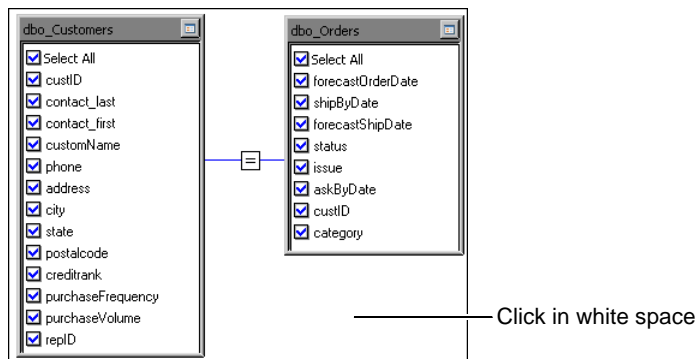 dbo_Customers
Select All
custID
contact_last
contact_first
customName
phone
address
city
state
postalcode
creditrank
purchaseFrequency
purchaseVolume
repID
=
dbo_Orders
Select All
forecastOrderDate
shipByDate
forecastShipDate
status
issue
askByDate
custID
category
Click in white space